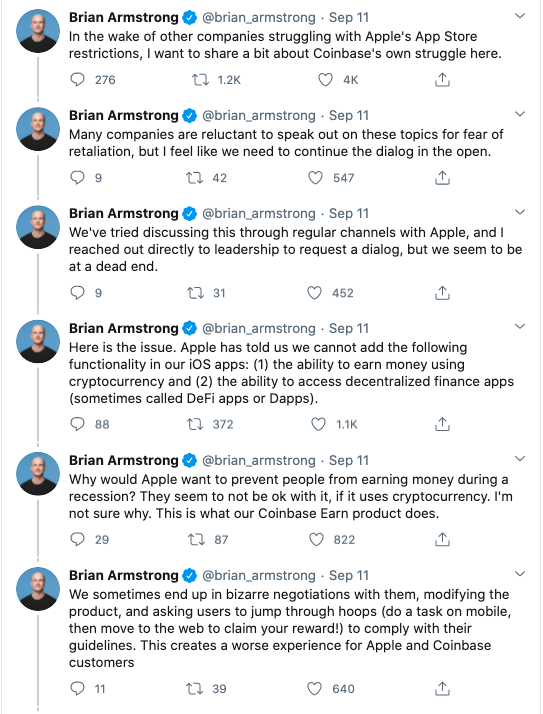 Brian Armstrong @brian_armstrong · Sep 11
In the wake of other companies struggling with Apple's App Store
restrictions, I want to share a bit about Coinbase's own struggle here.
276 1.2K 4K
Brian Armstrong @brian_armstrong · Sep 11
Many companies are reluctant to speak out on these topics for fear of
retaliation, but I feel like we need to continue the dialog in the open.
9 42 547
Brian Armstrong @brian_armstrong · Sep 11
We've tried discussing this through regular channels with Apple, and I
reached out directly to leadership to request a dialog, but we seem to be
at a dead end.
9 31 452
Brian Armstrong @brian_armstrong · Sep 11
Here is the issue. Apple has told us we cannot add the following
functionality in our iOS apps: (1) the ability to earn money using
cryptocurrency and (2) the ability to access decentralized finance apps
(sometimes called DeFi apps or Dapps).
88 372 1.1K
Brian Armstrong @brian_armstrong · Sep 11
Why would Apple want to prevent people from earning money during a
recession? They seem to not be ok with it, if it uses cryptocurrency. I'm
not sure why. This is what our Coinbase Earn product does.
29 87 822
Brian Armstrong @brian_armstrong · Sep 11
We sometimes end up in bizarre negotiations with them, modifying the
product, and asking users to jump through hoops (do a task on mobile,
then move to the web to claim your reward!) to comply with their
guidelines. This creates a worse experience for Apple and Coinbase
customers
11 39 640